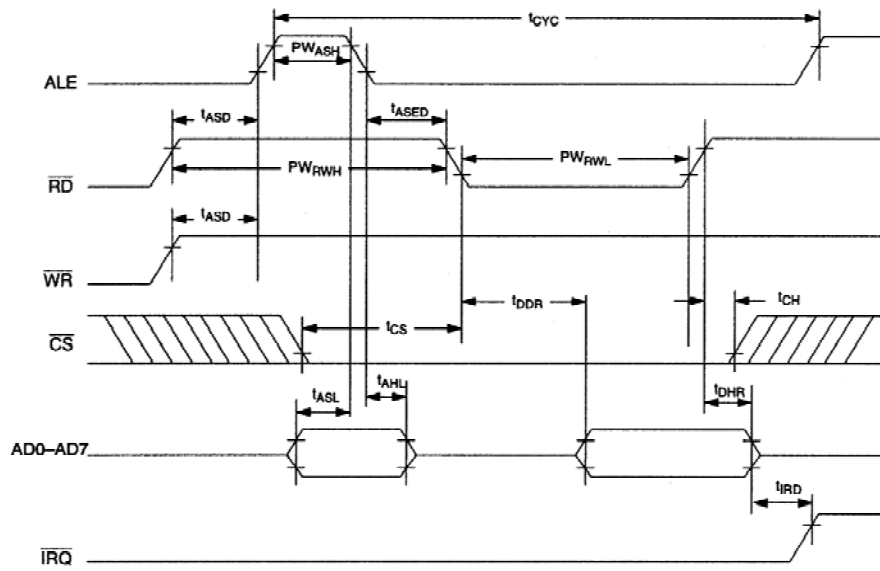 tCYC
PWASH
ALE
tASD
tASED
RD
PWRWH
PWRWL
tASD
WR
tDDR
tCH
CS
tCS
tASL
tAHL
tDHR
AD0–AD7
tIRD
IRQ